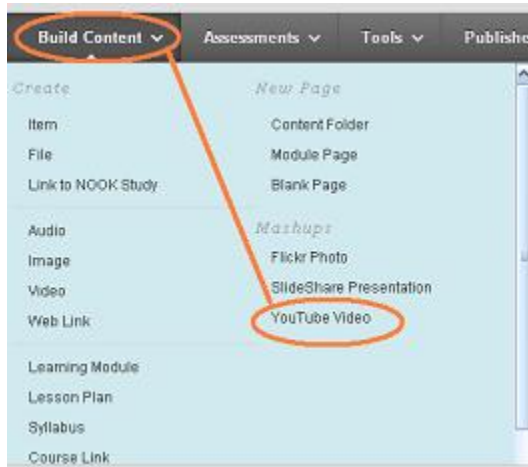 Build Content Assessments Tools Publishe
Create
Item
File
Link to NOOK Study
Audio
Image
Video
Web Link
Learning Module
Lesson Plan
Syllabus
Course Link
New Page
Content Folder
Module Page
Blank Page
Mashups
Flickr Photo
SlideShare Presentation
YouTube Video